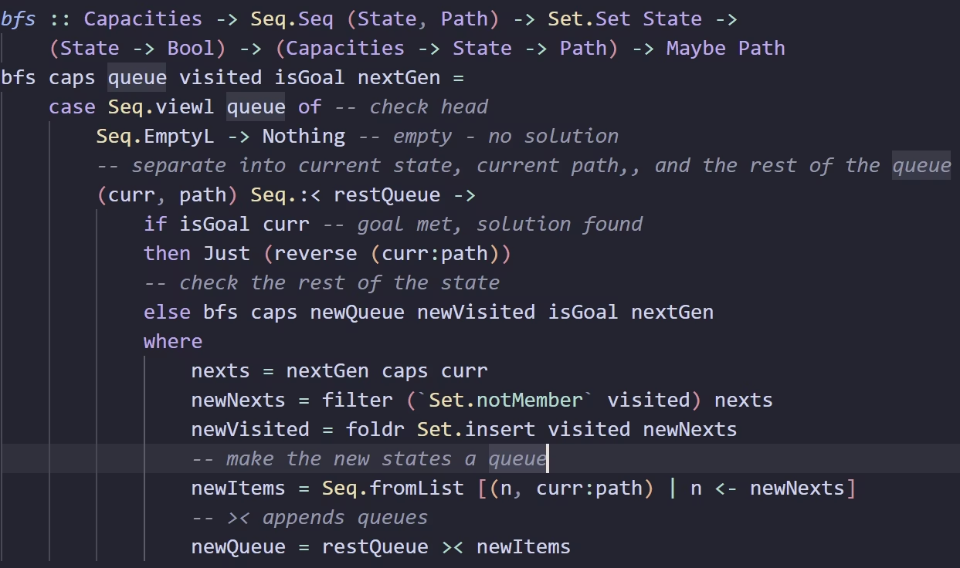 bfs :: Capacities -> Seq.Seq (State, Path) -> Set.Set State ->
    (State -> Bool) -> (Capacities -> State -> Path) -> Maybe Path
bfs caps queue visited isGoal nextGen =
    case Seq.viewl queue of -- check head
        Seq.EmptyL -> Nothing -- empty - no solution
        -- separate into current state, current path,, and the rest of the queue
        (curr, path) Seq.:< restQueue ->
            if isGoal curr -- goal met, solution found
            then Just (reverse (curr:path))
            -- check the rest of the state
            else bfs caps newQueue newVisited isGoal nextGen
            where
                nexts = nextGen caps curr
                newNexts = filter (`Set.notMember` visited) nexts
                newVisited = foldr Set.insert visited newNexts
                -- make the new states a queue
                newItems = Seq.fromList [(n, curr:path) | n <- newNexts]
                -- >< appends queues
                newQueue = restQueue >< newItems